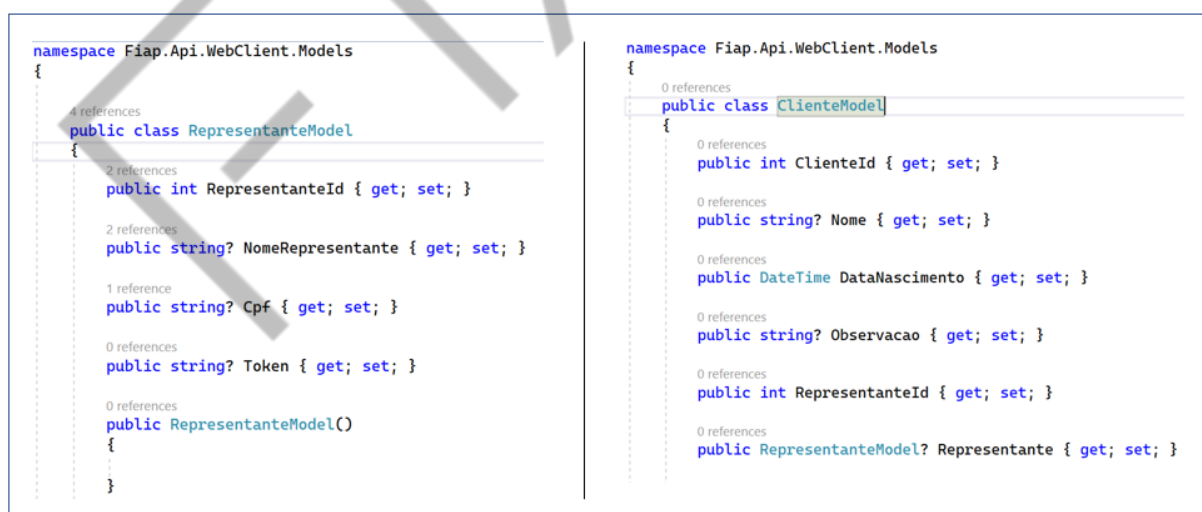 namespace Fiap.Api.WebClient.Models
{
4 references
public class RepresentanteModel
{
2 references
public int RepresentanteId { get; set; }
2 references
public string? NomeRepresentante { get; set; }
1 reference
public string? Cpf { get; set; }
0 references
public string? Token { get; set; }
0 references
public RepresentanteModel()
{
}
namespace Fiap.Api.WebClient.Models
{
0 references
public class ClienteModel
{
0 references
public int ClienteId { get; set; }
0 references
public string? Nome { get; set; }
0 references
public DateTime DataNascimento { get; set; }
0 references
public string? Observacao { get; set; }
0 references
public int RepresentanteId { get; set; }
0 references
public RepresentanteModel? Representante { get; set; }